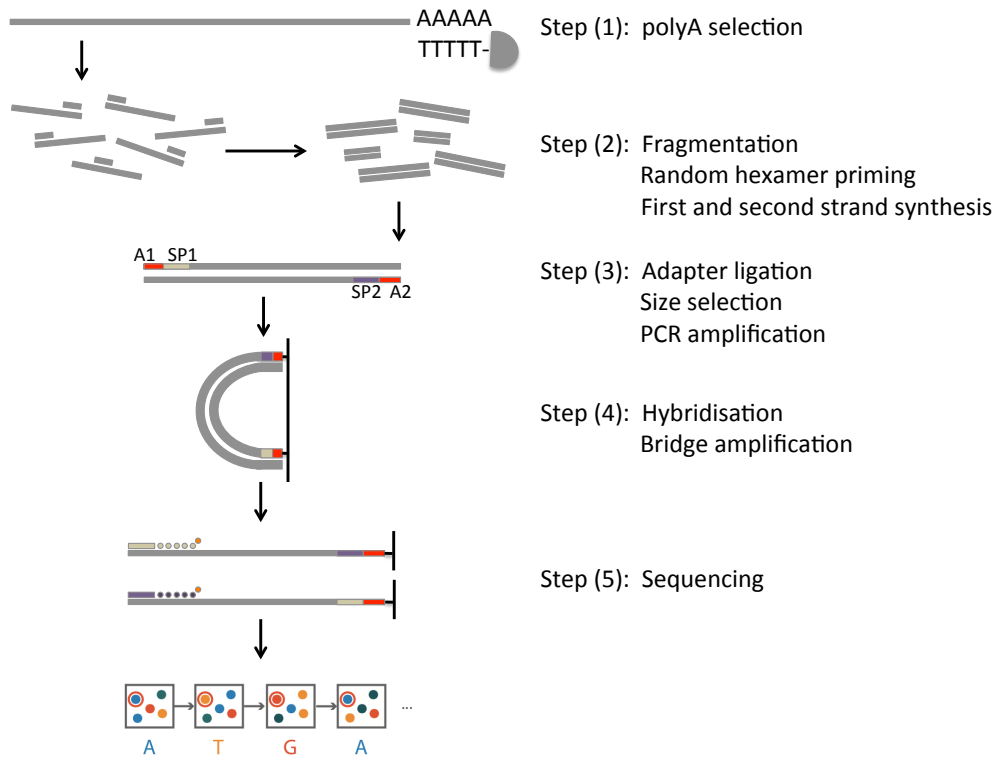 AAAAA
TTTTT-
Step (1): polyA selection
Step (2): Fragmentation
Random hexamer priming
First and second strand synthesis
A1 SP1
SP2 A2
Step (3): Adapter ligation
Size selection
PCR amplification
Step (4): Hybridisation
Bridge amplification
Step (5): Sequencing
...
A T G A